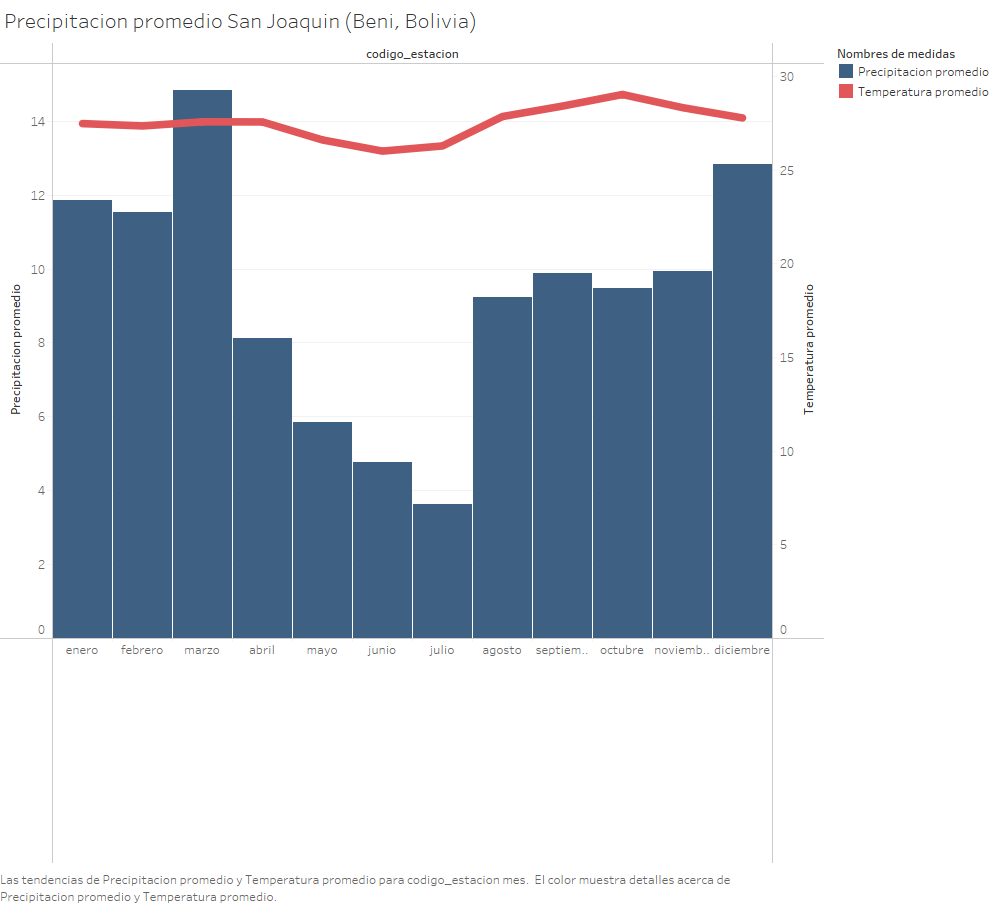 Precipitacion promedio San Joaquin (Beni, Bolivia)
codigo_estacion
Nombres de medidas
Precipitacion promedio
Temperatura promedio
Precipitacion promedio
14
12
10
8
6
4
2
0
30
25
20
15
10
5
0
Temperatura promedio
enero febrero marzo abril mayo junio julio agosto septiem.. octubre noviemb.. diciembre
Las tendencias de Precipitacion promedio y Temperatura promedio para codigo_estacion mes. El color muestra detalles acerca de
Precipitacion promedio y Temperatura promedio.